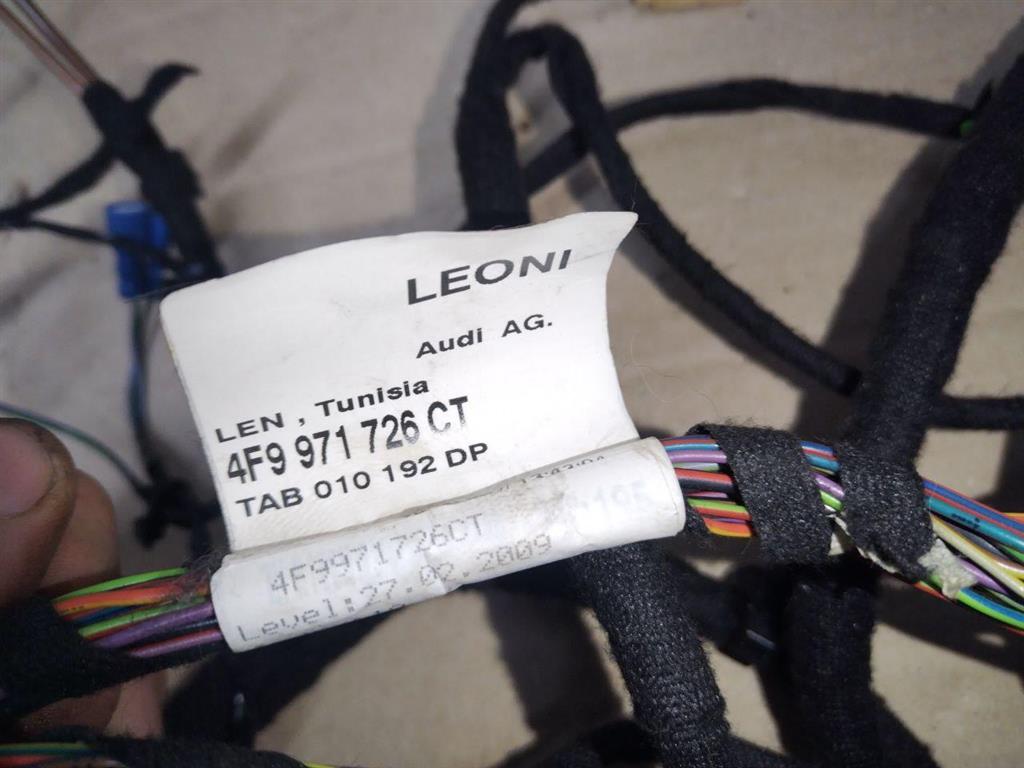 LEONI
Audi AG.
LEN , Tunisia
4F9 971 726 CT
TAB 010 192 DP
4F9971726CT
Level:27.02.2009